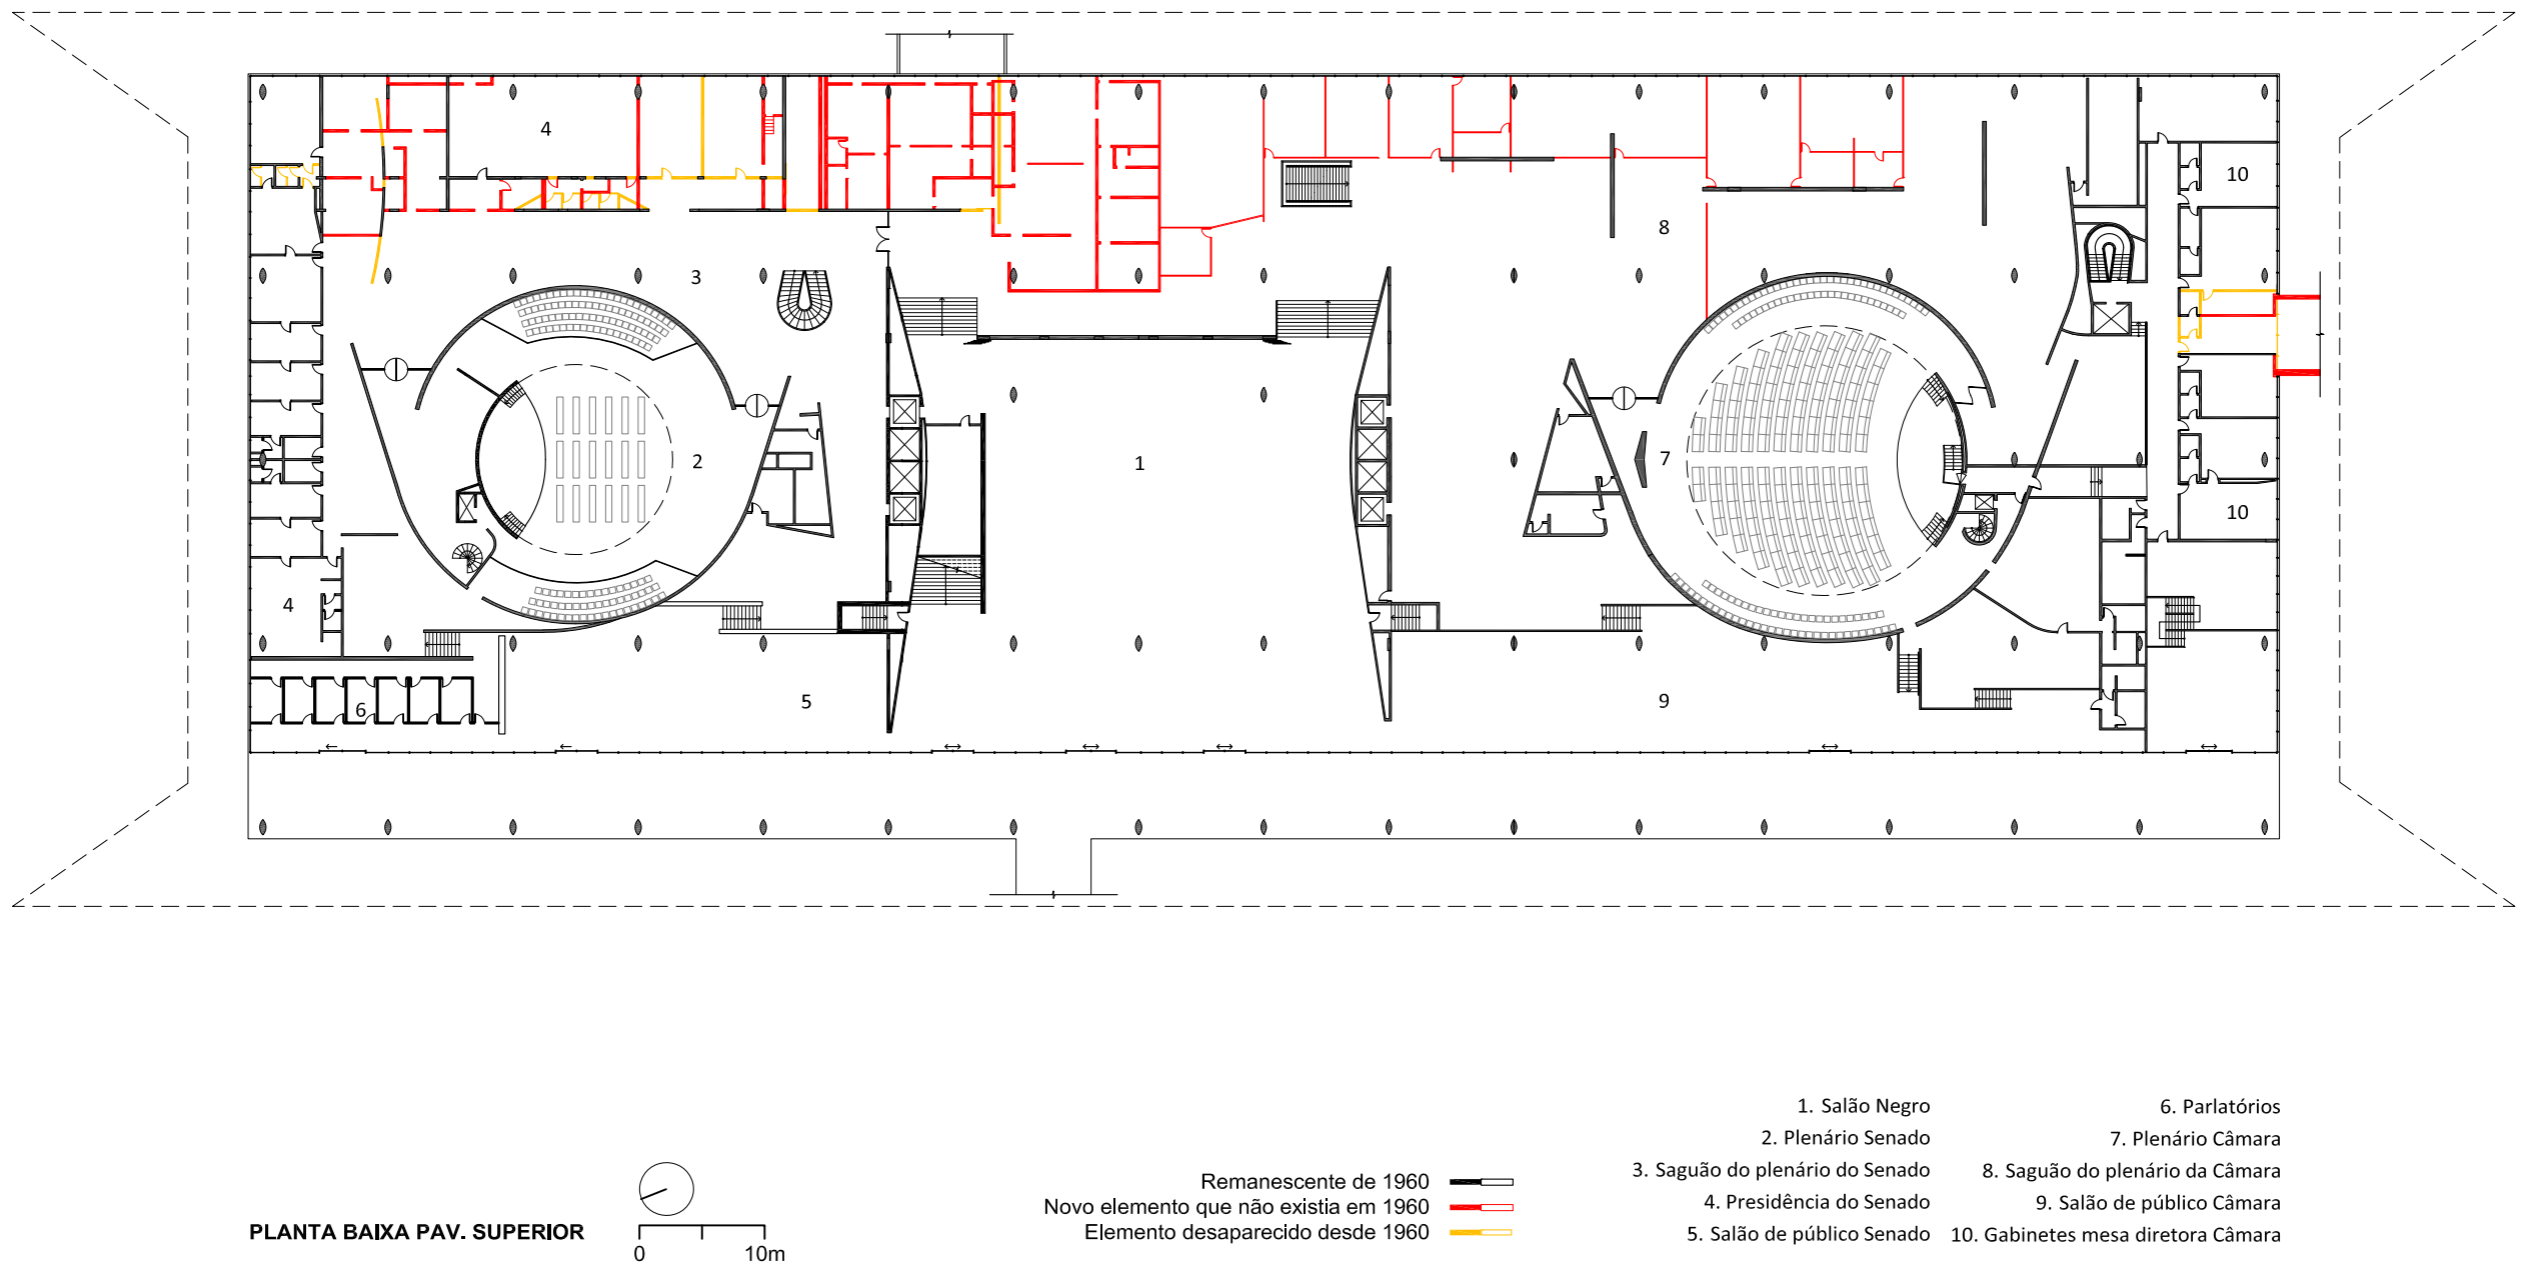 4
10
8
3
2
1
7
10
4
5
9
6
1. Salão Negro
2. Plenário Senado
3. Saguão do plenário do Senado
4. Presidência do Senado
5. Salão de público Senado
6. Parlatórios
7. Plenário Câmara
8. Saguão do plenário da Câmara
9. Salão de público Câmara
10. Gabinetes mesa diretora Câmara
Remanescente de 1960
Novo elemento que não existia em 1960
Elemento desaparecido desde 1960
PLANTA BAIXA PAV. SUPERIOR
0 10m